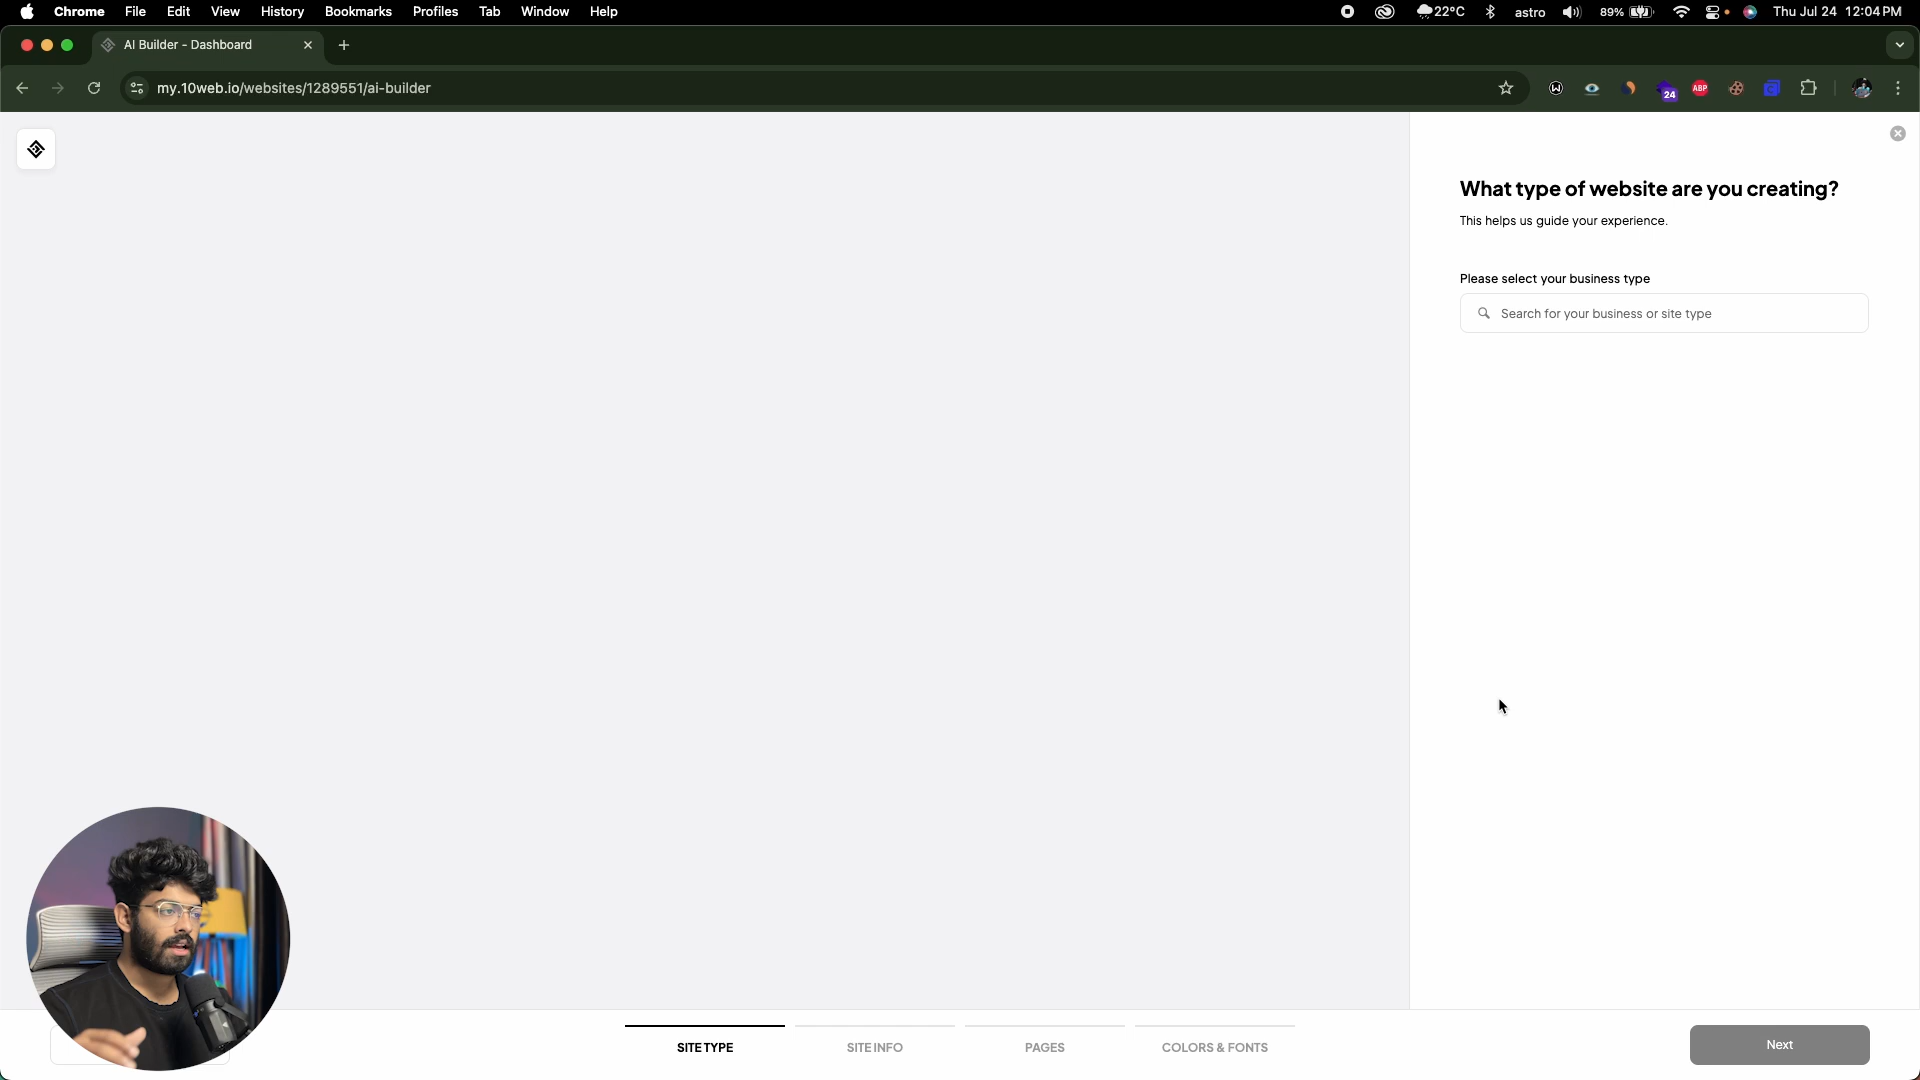 Chrome File Edit View History Bookmarks Profiles Tab Window Help 22°C astro 89% Thu Jul 24 12:04 PM
AI Builder - Dashboard
my.10web.io/websites/1289551/ai-builder
24
ABP
What type of website are you creating?
This helps us guide your experience.
Please select your business type
Search for your business or site type
SITE TYPE
SITE INFO
PAGES
COLORS & FONTS
Next